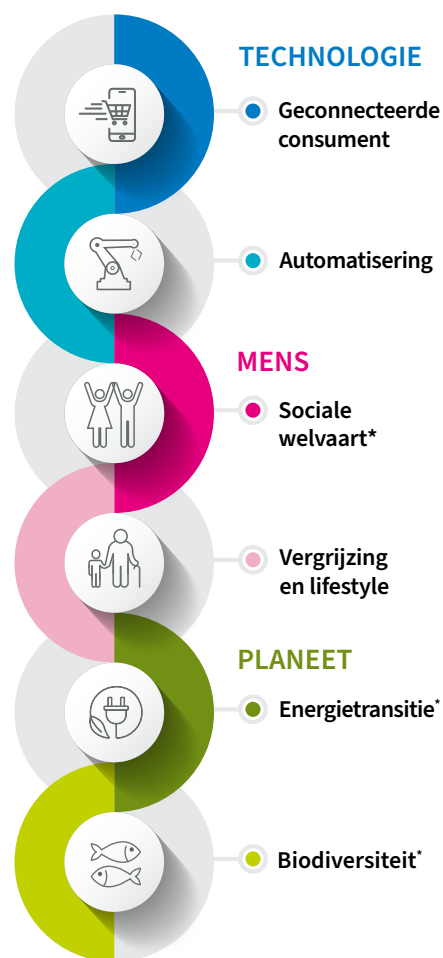 TECHNOLOGIE
Geconnecteerde
consument
Automatisering
MENS
Sociale
welvaart*
Vergrijzing
en lifestyle
PLANEET
Energietransitie*
Biodiversiteit*